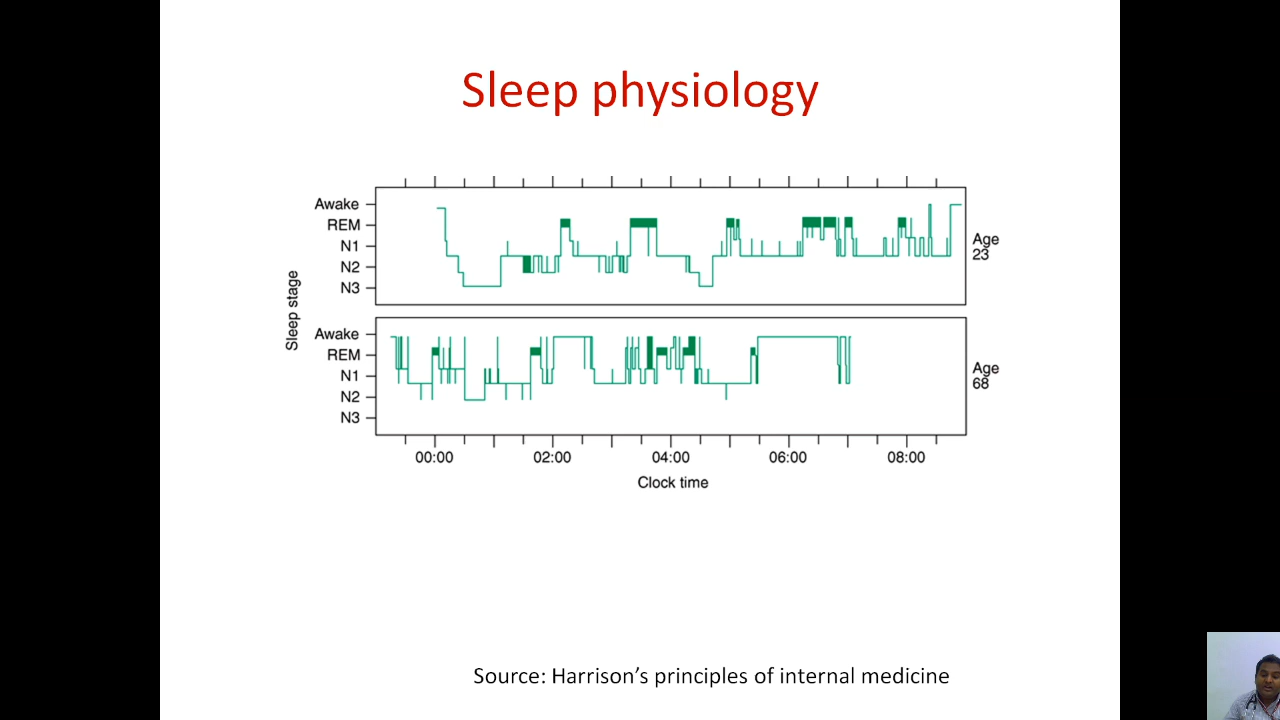 Sleep physiology
Sleep stage
Awake
REM
N1
N2
N3
Age
23
Awake
REM
N1
N2
N3
Age
68
00:00 02:00 04:00 06:00 08:00
Clock time
Source: Harrison’s principles of internal medicine